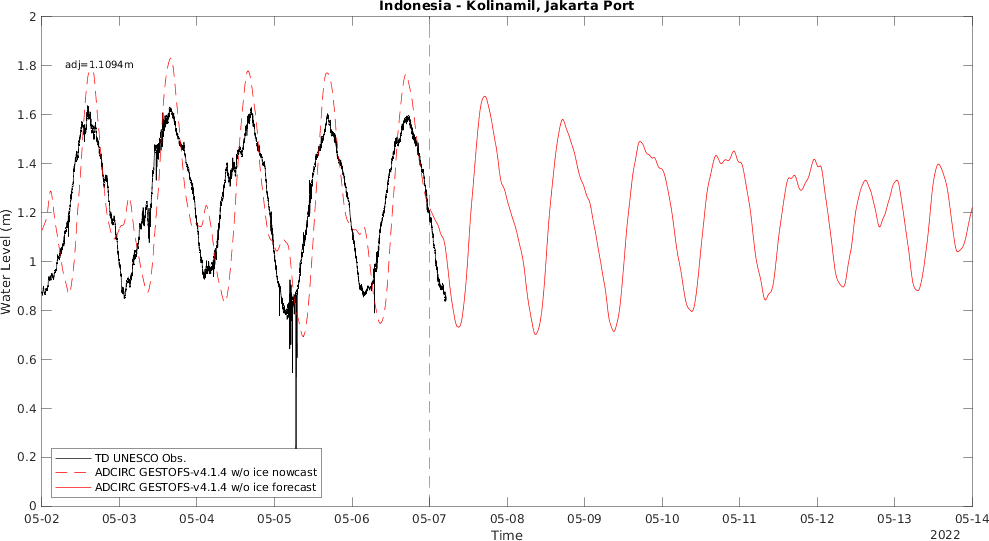 Indonesia - Kolinamil, Jakarta Port
2
1.8
1.6
1.4
1.2
1
0.8
0.6
0.4
0.2
0
Water Level (m)
adj=1.1094m
TD UNESCO Obs.
ADCIRC GESTOFS-v4.1.4 w/o ice nowcast
ADCIRC GESTOFS-v4.1.4 w/o ice forecast
05-02 05-03 05-04 05-05 05-06 05-07 05-08 05-09 05-10 05-11 05-12 05-13 05-14
Time
2022